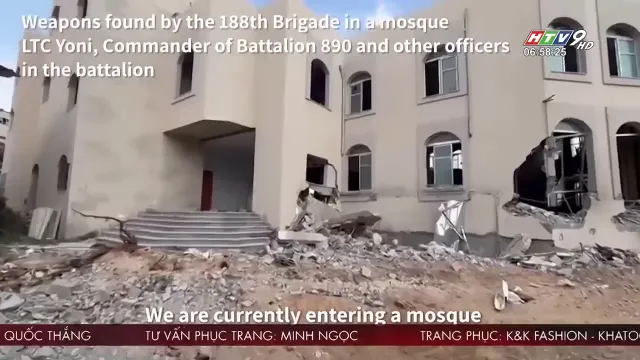 Weapons found by the 188th Brigade in a mosque
LTC Yoni, Commander of Battalion 890 and other officers
in the battalion
HTV9 HD
06:58:25
We are currently entering a mosque
QUỐC THẮNG TƯ VẤN PHỤC TRANG: MINH NGỌC TRANG PHỤC: K&K FASHION - KHATO